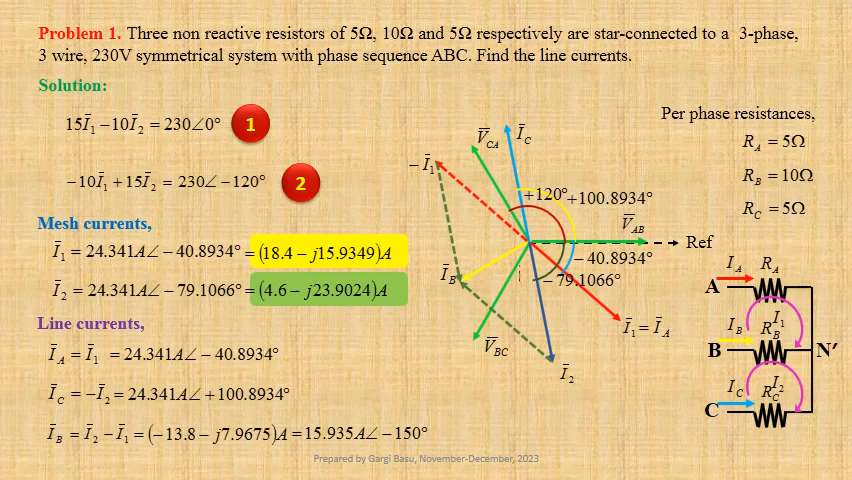 Problem 1. Three non reactive resistors of 5Ω, 10Ω and 5Ω respectively are star-connected to a 3-phase,
3 wire, 230V symmetrical system with phase sequence ABC. Find the line currents.
Solution:
15Ī₁ −10Ī₂ = 230∠0° 1
−10Ī₁ +15Ī₂ = 230∠−120° 2
Mesh currents,
Ī₁ = 24.341A∠−40.8934° = (18.4 − j15.9349)A
Ī₂ = 24.341A∠−79.1066° = (4.6 − j23.9024)A
Line currents,
Ī_A = Ī₁ = 24.341A∠−40.8934°
Ī_C = −Ī₂ = 24.341A∠+100.8934°
Ī_B = Ī₂ − Ī₁ = (−13.8 − j7.9675)A = 15.935A∠−150°
V̄_CA
Ī_C
−Ī₁
+120°
+100.8934°
V̄_AB
Ref
−40.8934°
−79.1066°
Ī_B
Ī₁ = Ī_A
V̄_BC
Ī₂
Per phase resistances,
R_A = 5Ω
R_B = 10Ω
R_C = 5Ω
I_A R_A
A
I_B R_B I₁
B N′
I_C R_C I₂
C
Prepared by Gargi Basu, November-December, 2023